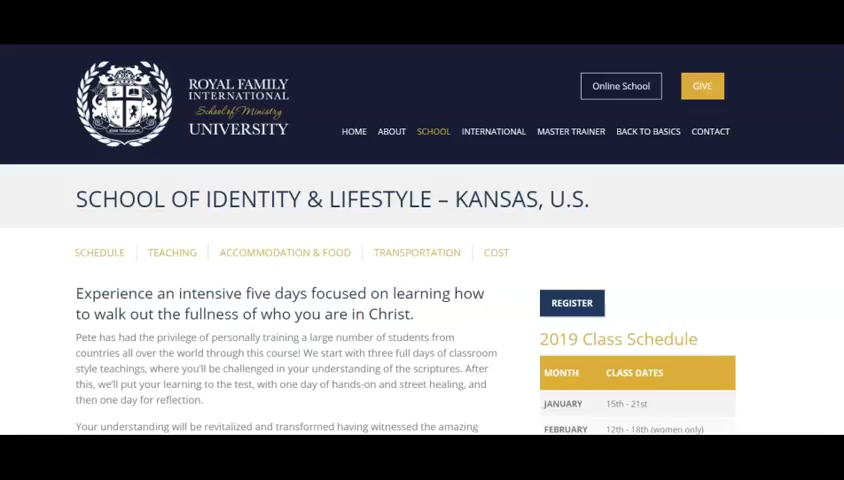 ROYAL FAMILY
INTERNATIONAL
School of Ministry
UNIVERSITY
Online School
GIVE
HOME ABOUT SCHOOL INTERNATIONAL MASTER TRAINER BACK TO BASICS CONTACT
SCHOOL OF IDENTITY & LIFESTYLE – KANSAS, U.S.
SCHEDULE TEACHING ACCOMMODATION & FOOD TRANSPORTATION COST
Experience an intensive five days focused on learning how
to walk out the fullness of who you are in Christ.
Pete has had the privilege of personally training a large number of students from
countries all over the world through this course! We start with three full days of classroom
style teachings, where you'll be challenged in your understanding of the scriptures. After
this, we'll put your learning to the test, with one day of hands-on and street healing, and
then one day for reflection.
Your understanding will be revitalized and transformed having witnessed the amazing
REGISTER
2019 Class Schedule
MONTH CLASS DATES
JANUARY 15th - 21st
FEBRUARY 12th - 18th (women only)